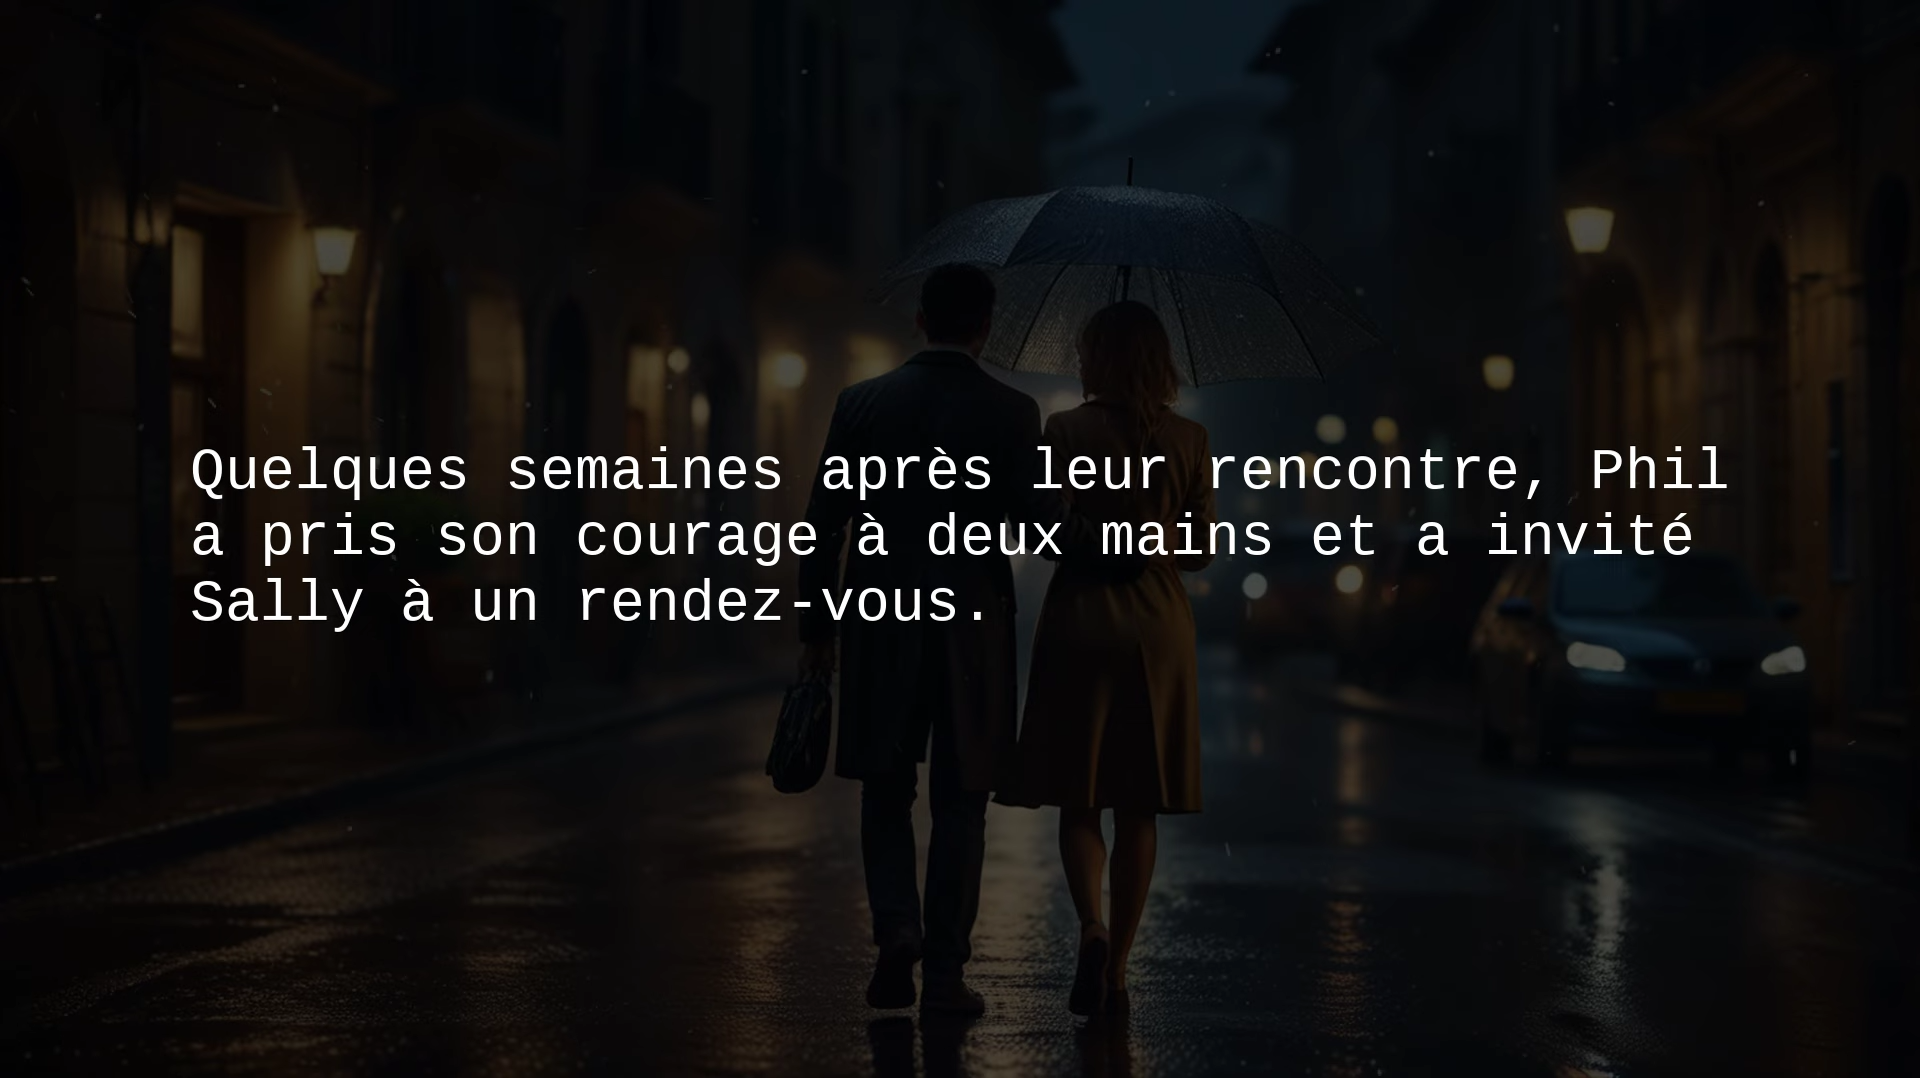 Quelques semaines après leur rencontre, Phil
a pris son courage à deux mains et a invité
Sally à un rendez-vous.